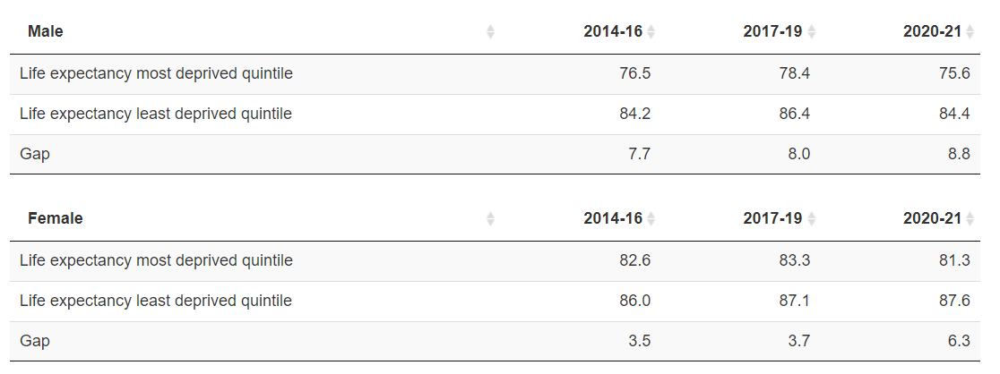 Male 2014-16 2017-19 2020-21
Life expectancy most deprived quintile 76.5 78.4 75.6
Life expectancy least deprived quintile 84.2 86.4 84.4
Gap 7.7 8.0 8.8
Female 2014-16 2017-19 2020-21
Life expectancy most deprived quintile 82.6 83.3 81.3
Life expectancy least deprived quintile 86.0 87.1 87.6
Gap 3.5 3.7 6.3